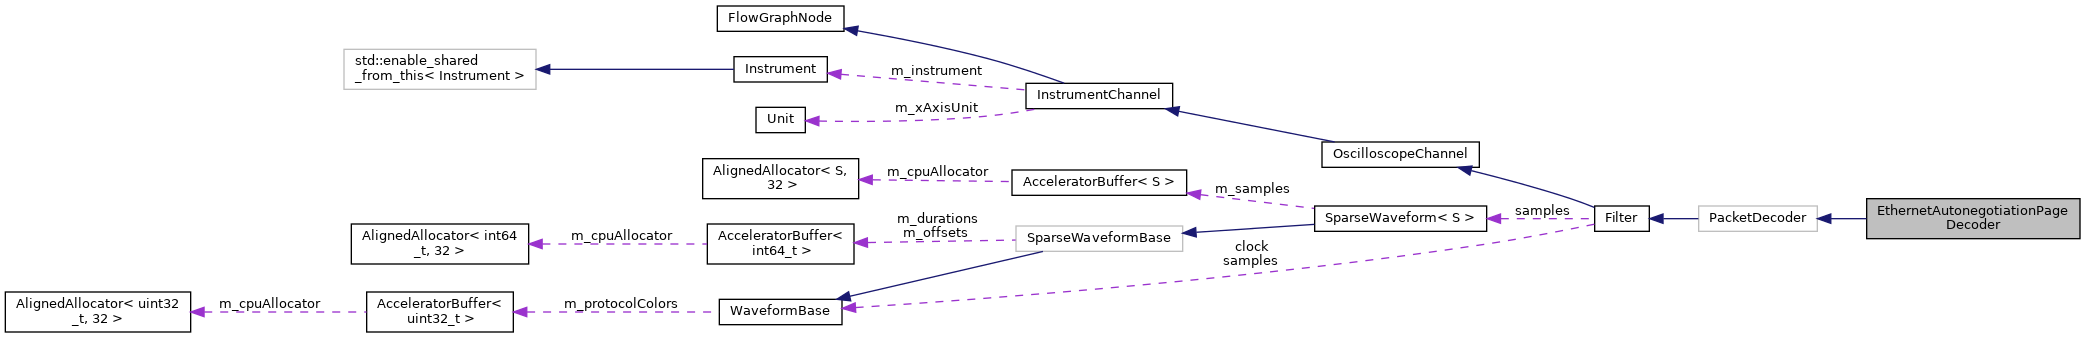 FlowGraphNode
std::enable_shared
_from_this< Instrument >
Instrument
m_instrument
InstrumentChannel
m_xAxisUnit
Unit
OscilloscopeChannel
AlignedAllocator< S,
32 >
m_cpuAllocator
AcceleratorBuffer< S >
m_samples
SparseWaveform< S >
samples
Filter
PacketDecoder
EthernetAutonegotiationPage
Decoder
AlignedAllocator< int64
_t, 32 >
m_cpuAllocator
AcceleratorBuffer<
int64_t >
m_durations
m_offsets
SparseWaveformBase
clock
samples
AlignedAllocator< uint32
_t, 32 >
m_cpuAllocator
AcceleratorBuffer<
uint32_t >
m_protocolColors
WaveformBase